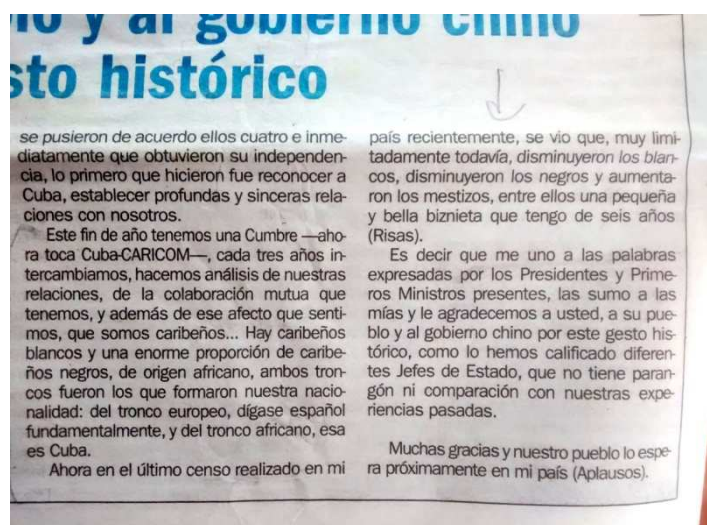 y al gobierno chino
sto histórico
se pusieron de acuerdo ellos cuatro e inme-
diatamente que obtuvieron su independen-
cia, lo primero que hicieron fue reconocer a
Cuba, establecer profundas y sinceras rela-
ciones con nosotros.
Este fin de año tenemos una Cumbre —aho-
ra toca Cuba-CARICOM—, cada tres años in-
tercambiamos, hacemos análisis de nuestras
relaciones, de la colaboración mutua que
tenemos, y además de ese afecto que senti-
mos, que somos caribeños... Hay caribeños
blancos y una enorme proporción de caribe-
ños negros, de origen africano, ambos tron-
cos fueron los que formaron nuestra nacio-
nalidad: del tronco europeo, dígase español
fundamentalmente, y del tronco africano, esa
es Cuba.
Ahora en el último censo realizado en mi
país recientemente, se vio que, muy limi-
tadamente todavía, disminuyeron los blan-
cos, disminuyeron los negros y aumenta-
ron los mestizos, entre ellos una pequeña
y bella biznieta que tengo de seis años
(Risas).
Es decir que me uno a las palabras
expresadas por los Presidentes y Prime-
ros Ministros presentes, las sumo a las
mías y le agradecemos a usted, a su pue-
blo y al gobierno chino por este gesto his-
tórico, como lo hemos calificado diferen-
tes Jefes de Estado, que no tiene paran-
gón ni comparación con nuestras expe-
riencias pasadas.
Muchas gracias y nuestro pueblo lo espe-
ra próximamente en mi país (Aplausos).